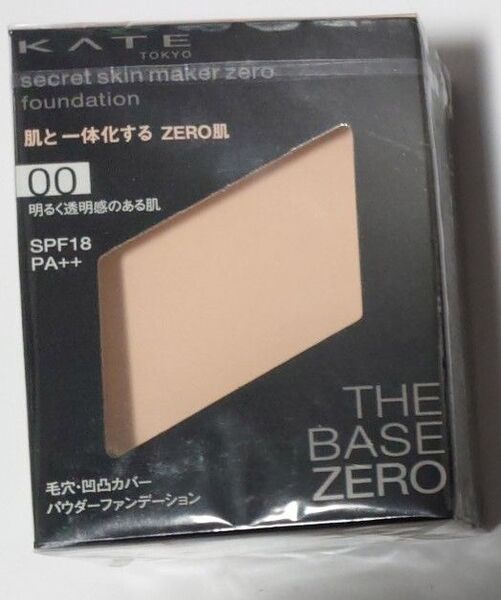 KATE
TOKYO
secret skin maker zero
foundation
肌と一体化する ZERO肌
00
明るく透明感のある肌
SPF18
PA++
THE
BASE
ZERO
毛穴・凹凸カバー
パウダーファンデーション